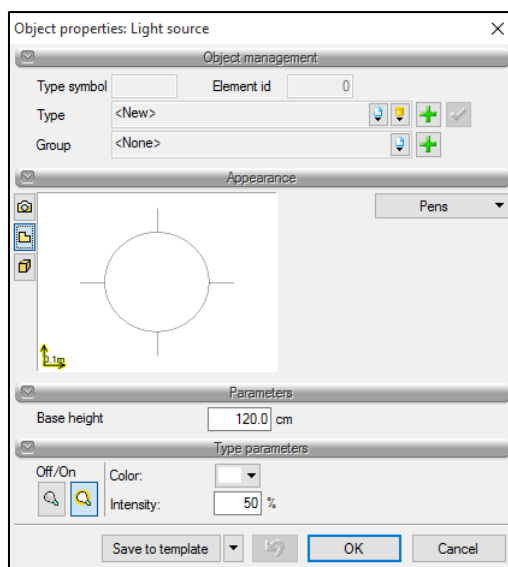 Object properties: Light source
Object management
Type symbol Element id 0
Type <New>
Group <None>
Appearance
Pens
0.1m
Parameters
Base height 120.0 cm
Type parameters
Off/On Color:
Intensity: 50 %
Save to template OK Cancel